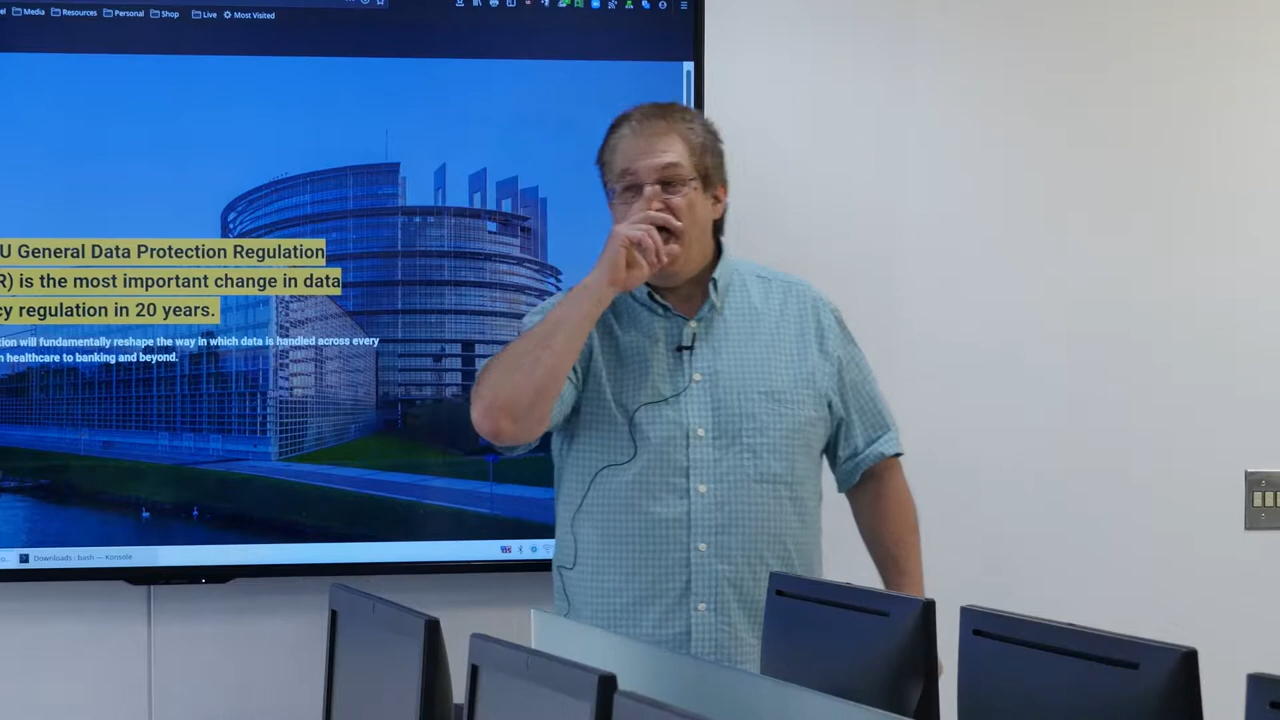 el Media Resources Personal Shop Live Most Visited
U General Data Protection Regulation
R) is the most important change in data
cy regulation in 20 years.
tion will fundamentally reshape the way in which data is handled across every
n healthcare to banking and beyond.
o... Downloads : bash — Konsole